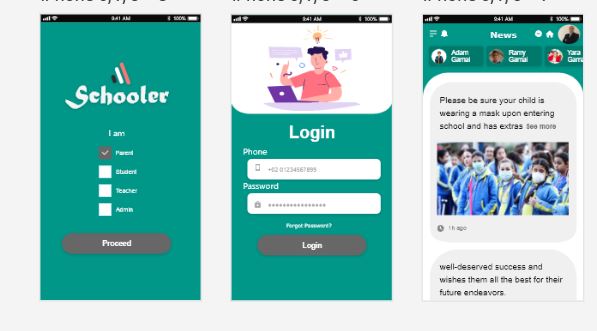 9:41 AM
100%
Schooler
I am
Parent
Student
Teacher
Admin
Proceed
9:41 AM
100%
Login
Phone
+02 01234567899
Password
Forgot Password?
Login
9:41 AM
100%
News
Adam
Gamal
Ramy
Gamal
Yara
Gama
Please be sure your child is
wearing a mask upon entering
school and has extras See more
1h ago
well-deserved success and
wishes them all the best for their
future endeavors.